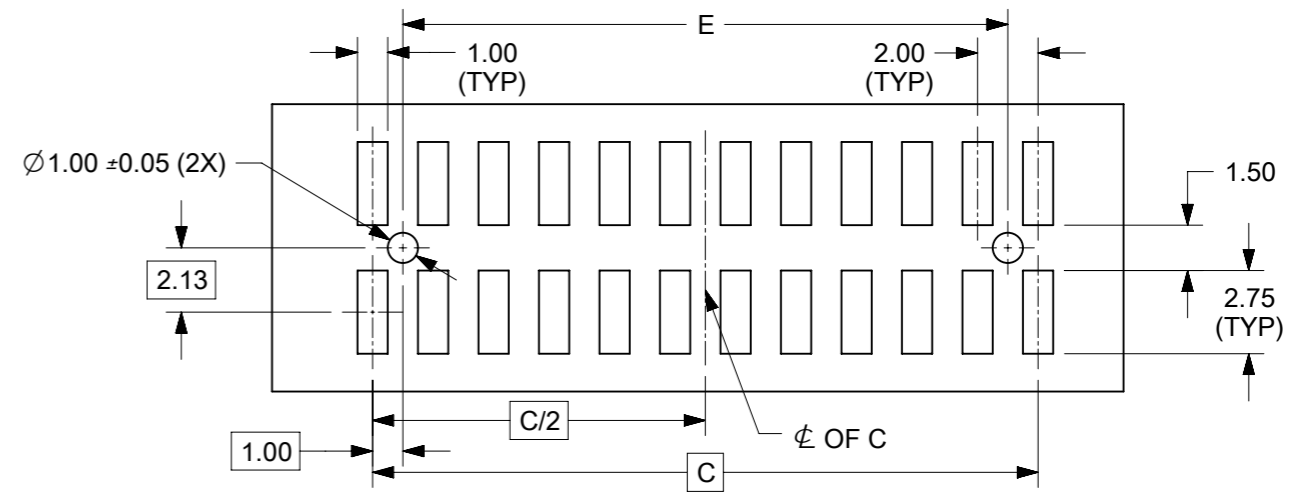 E
1.00
(TYP)
2.00
(TYP)
∅1.00 ±0.05 (2X)
1.50
2.13
2.75
(TYP)
C/2
℄ OF C
1.00
C